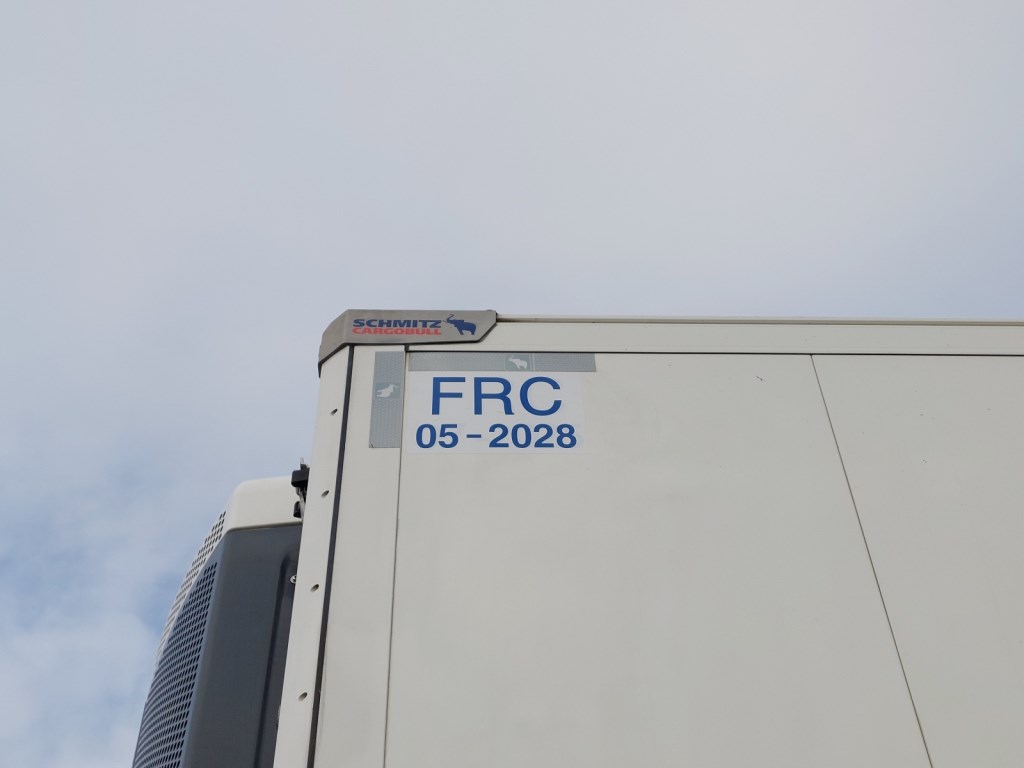 SCHMITZ
CARGOBULL
FRC
05-2028